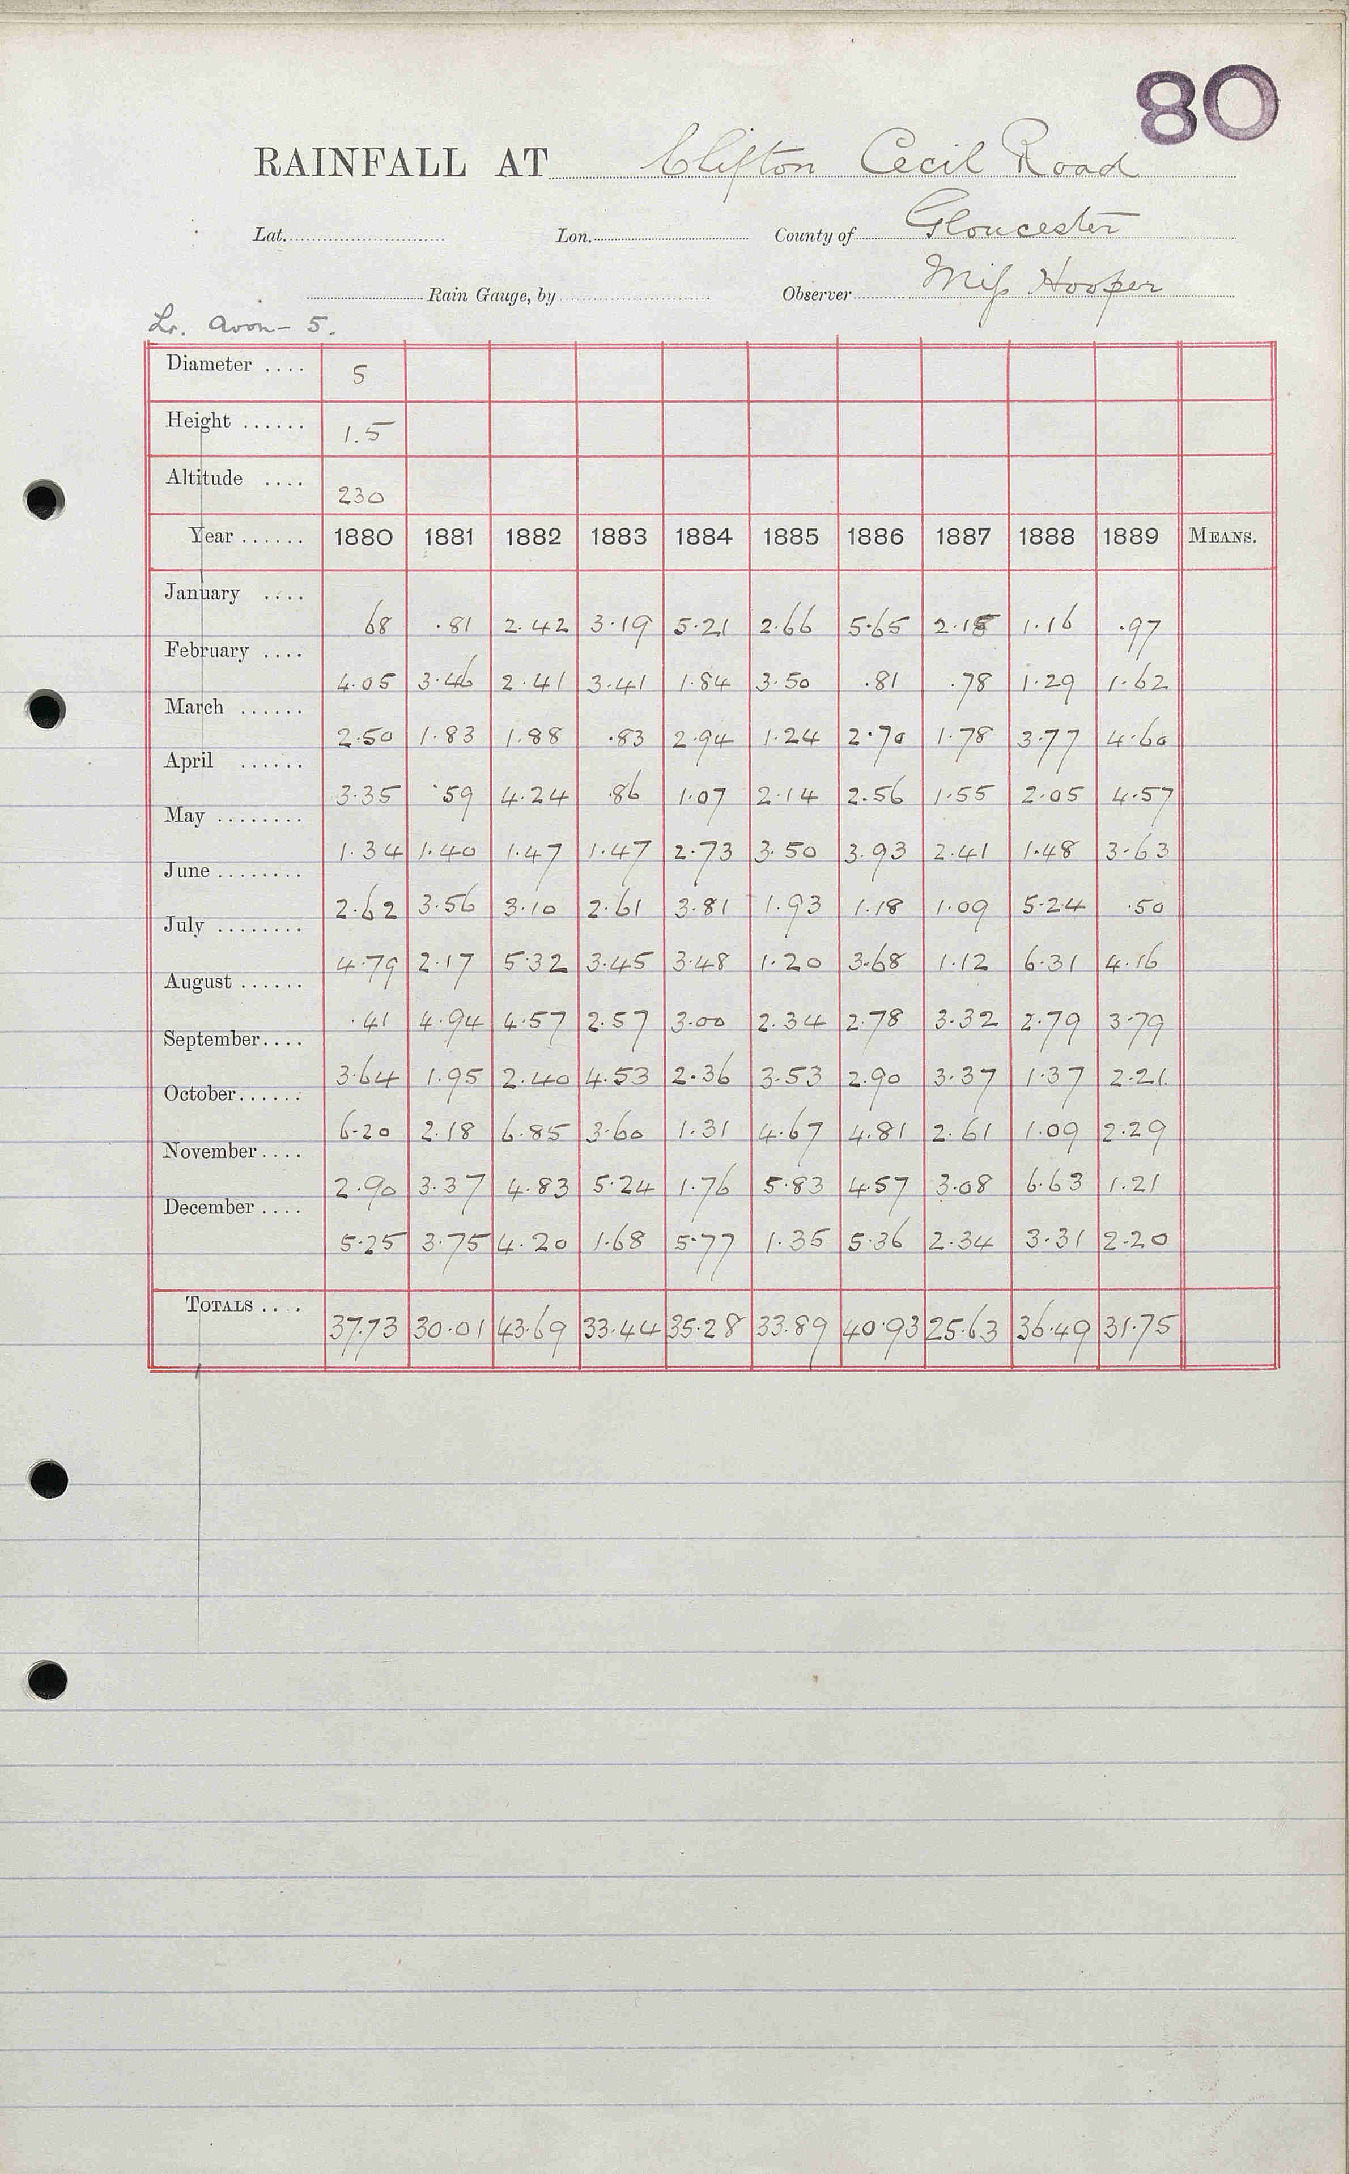 80
RAINFALL AT Clifton Cecil Road
Lat. Lon. County of Gloucester
Rain Gauge, by Observer Miss Hooper
Lr. Avon - 5.
Diameter .... 5
Height ...... 1.5
Altitude .... 230
Year ...... 1880 1881 1882 1883 1884 1885 1886 1887 1888 1889 MEANS.
January .... 68 .81 2.42 3.19 5.21 2.66 5.65 2.15 1.16 .97
February .... 4.05 3.46 2.41 3.41 1.84 3.50 .81 .78 1.29 1.62
March ...... 2.50 1.83 1.88 .83 2.94 1.24 2.70 1.78 3.77 4.60
April ...... 3.35 .59 4.24 .86 1.07 2.14 2.56 1.55 2.05 4.57
May ........ 1.34 1.40 1.47 1.47 2.73 3.50 3.93 2.41 1.48 3.63
June ........ 2.62 3.56 3.10 2.61 3.81 1.93 1.18 1.09 5.24 .50
July ........ 4.79 2.17 5.32 3.45 3.48 1.20 3.68 1.12 6.31 4.16
August ...... .41 4.94 4.57 2.57 3.00 2.34 2.78 3.32 2.79 3.79
September.... 3.64 1.95 2.40 4.53 2.36 3.53 2.90 3.37 1.37 2.21
October...... 6.20 2.18 6.85 3.60 1.31 4.67 4.81 2.61 1.09 2.29
November.... 2.90 3.37 4.83 5.24 1.76 5.83 4.57 3.08 6.63 1.21
December .... 5.25 3.75 4.20 1.68 5.77 1.35 5.36 2.34 3.31 2.20
TOTALS .... 37.73 30.01 43.69 33.44 35.28 33.89 40.93 25.63 36.49 31.75